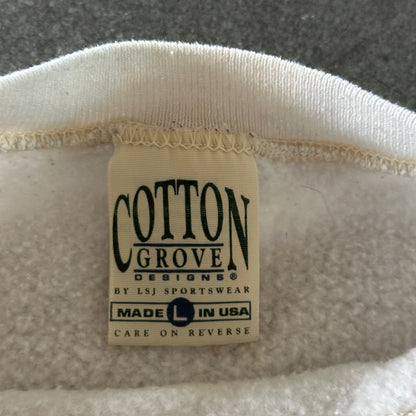 COTTON
GROVE
DESIGNS®
BY LSJ SPORTSWEAR
MADE L IN USA
CARE ON REVERSE